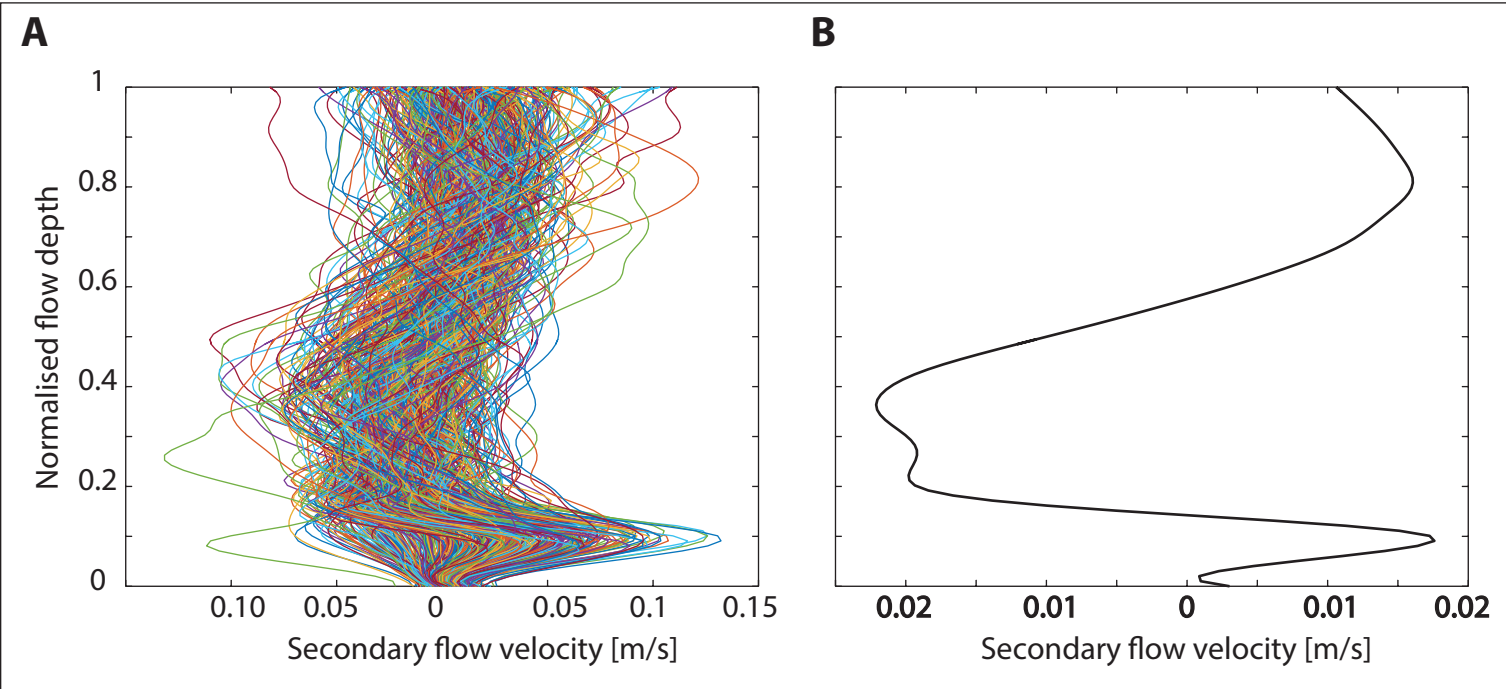 A
B
1
0.8
0.6
0.4
0.2
0
Normalised flow depth
0.10 0.05 0 0.05 0.1 0.15
Secondary flow velocity [m/s]
0.02 0.01 0 0.01 0.02
Secondary flow velocity [m/s]